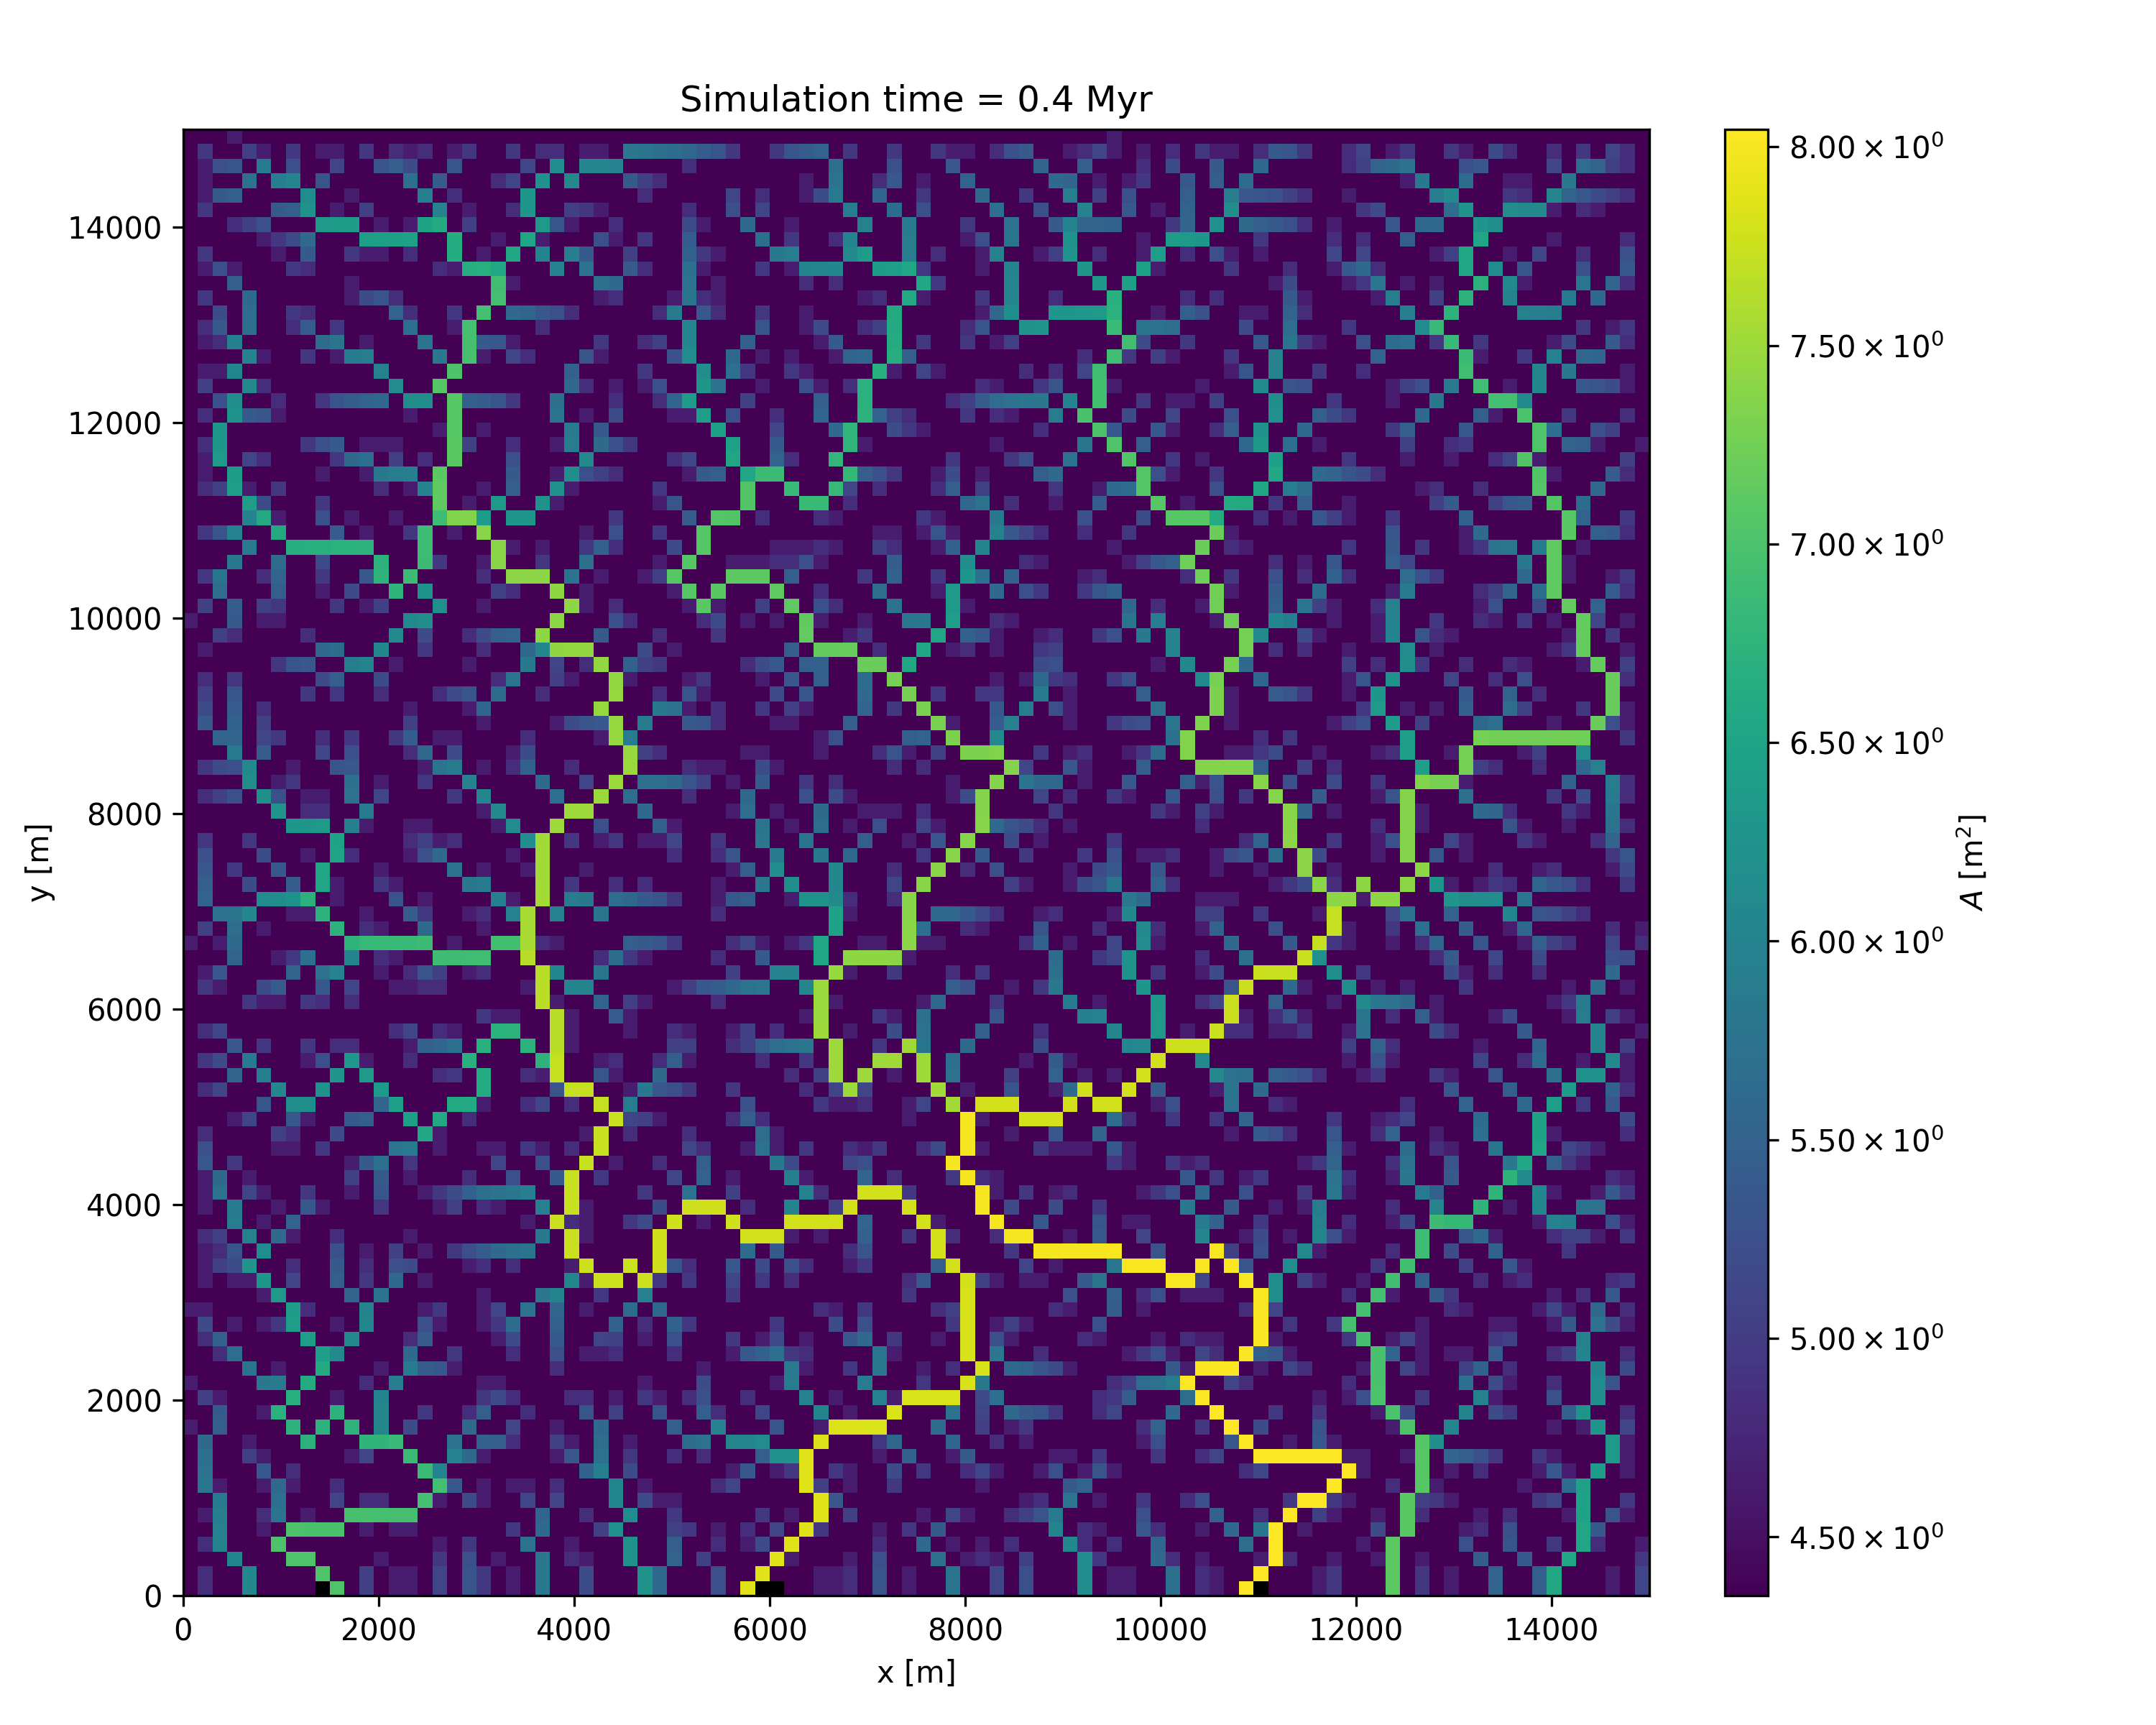 Simulation time = 0.4 Myr
y [m]
14000
12000
10000
8000
6000
4000
2000
0
0 2000 4000 6000 8000 10000 12000 14000
x [m]
8.00 × 10⁰
7.50 × 10⁰
7.00 × 10⁰
6.50 × 10⁰
6.00 × 10⁰
5.50 × 10⁰
5.00 × 10⁰
4.50 × 10⁰
A [m²]